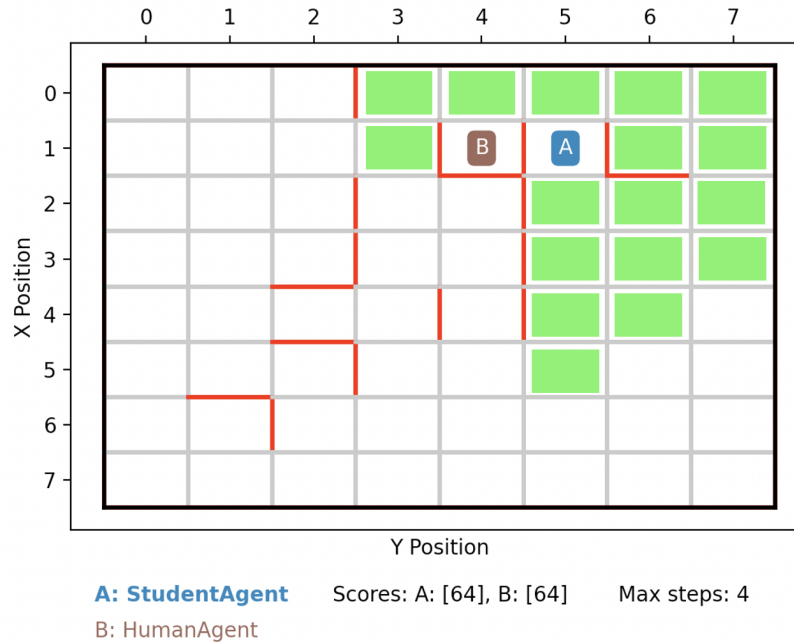 0 1 2 3 4 5 6 7
0
1 B A
2
3
4
5
6
7
X Position
Y Position
A: StudentAgent Scores: A: [64], B: [64] Max steps: 4
B: HumanAgent